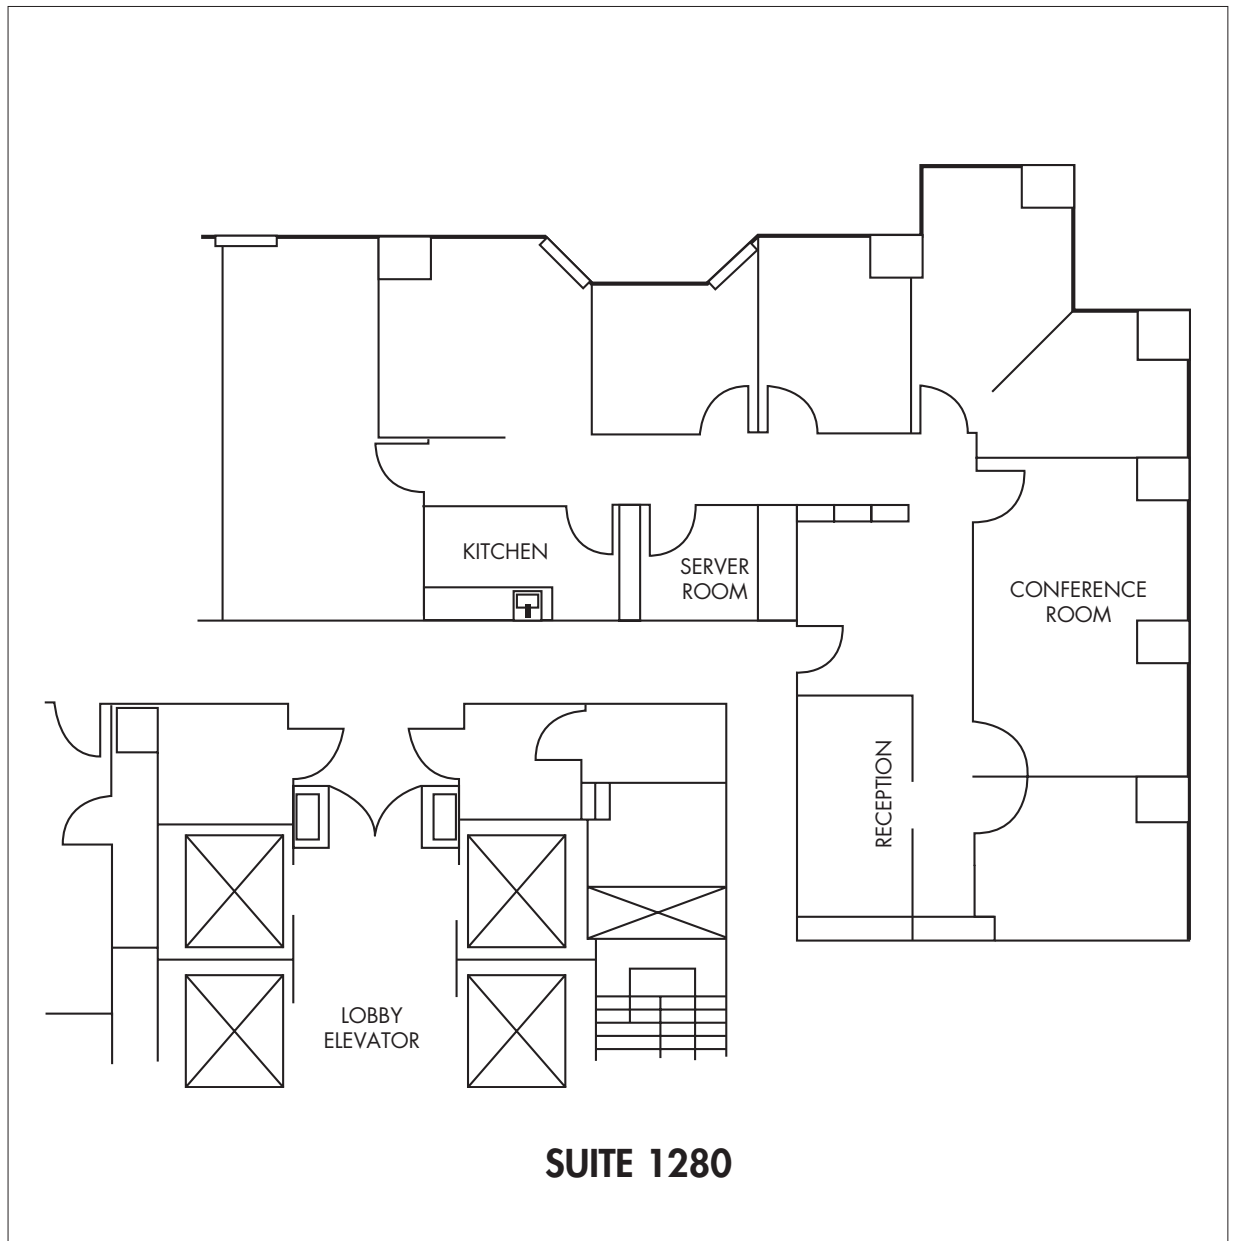 KITCHEN
SERVER
ROOM
CONFERENCE
ROOM
RECEPTION
LOBBY
ELEVATOR
SUITE 1280